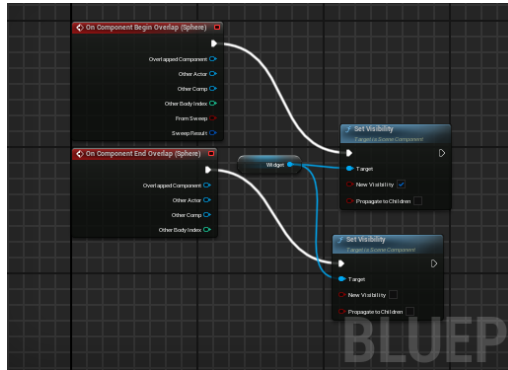 On Component Begin Overlap (Sphere)
Overlapped Component
Other Actor
Other Comp
Other Body Index
From Sweep
Sweep Result
On Component End Overlap (Sphere)
Overlapped Component
Other Actor
Other Comp
Other Body Index
Widget
Set Visibility
Target is Scene Component
Target
New Visibility
Propagate to Children
Set Visibility
Target is Scene Component
Target
New Visibility
Propagate to Children
BLUEP